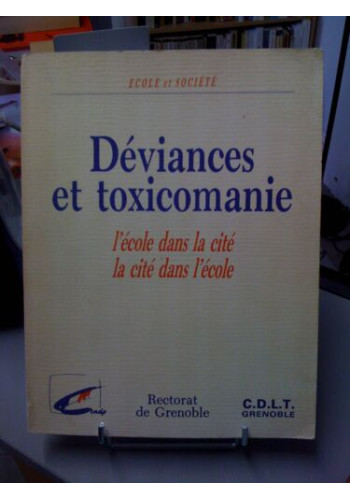 ECOLE et SOCIÉTÉ
Déviances
et toxicomanie
l'école dans la cité
la cité dans l'école
Rectorat
de Grenoble
C.D.L.T.
GRENOBLE